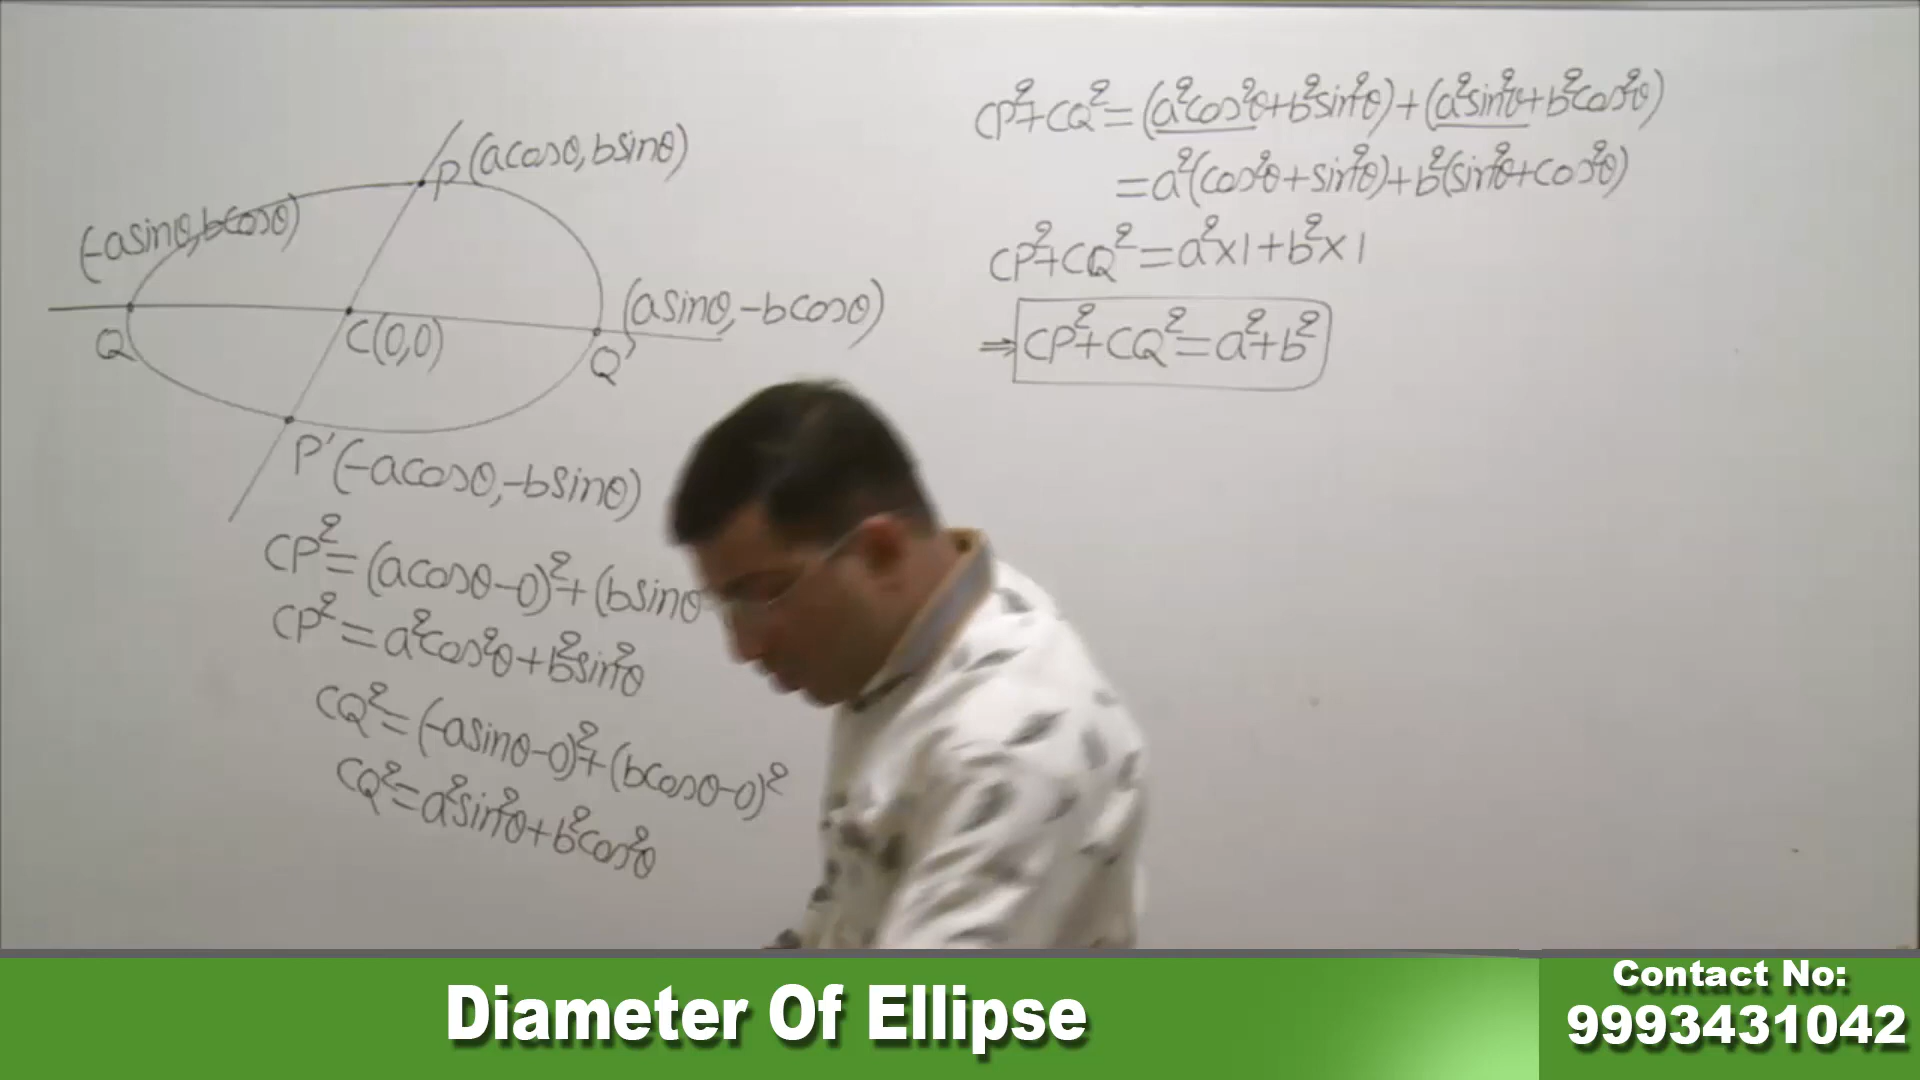 P(acosθ, bsinθ)
(-asinθ, bcosθ)
(asinθ, -bcosθ)
Q
C(0,0)
Q'
P'(-acosθ, -bsinθ)
CP²=(acosθ-0)²+(bsinθ
CP²=a²cos²θ+b²sin²θ
CQ²=(-asinθ-0)²+(bcosθ-0)²
CQ²=a²sin²θ+b²cos²θ
CP²+CQ²=(a²cos²θ+b²sin²θ)+(a²sin²θ+b²cos²θ)
=a²(cos²θ+sin²θ)+b²(sin²θ+cos²θ)
CP²+CQ²=a²×1+b²×1
⇒CP²+CQ²=a²+b²
Diameter Of Ellipse
Contact No:
9993431042